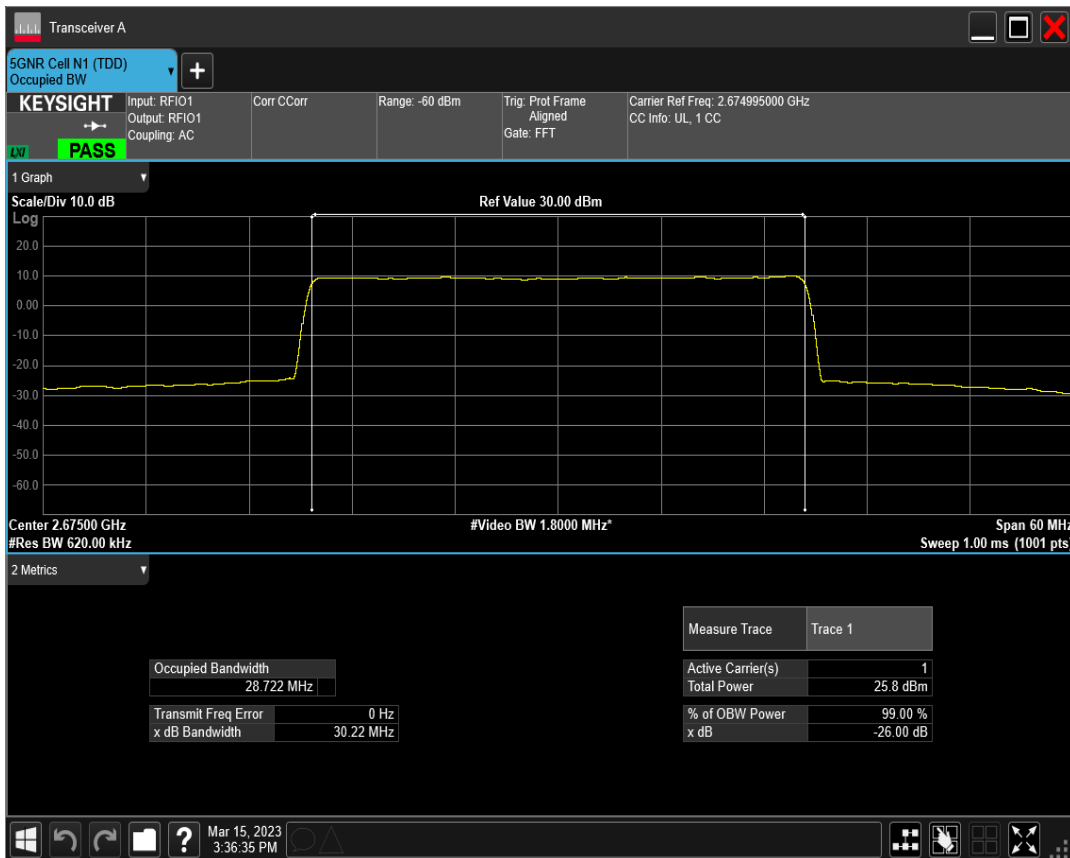 Transceiver A
5GNR Cell N1 (TDD)
Occupied BW
KEYSIGHT
LXI
PASS
Input: RFIO1
Output: RFIO1
Coupling: AC
Corr CCorr
Range: -60 dBm
Trig: Prot Frame
Aligned
Gate: FFT
Carrier Ref Freq: 2.674995000 GHz
CC Info: UL, 1 CC
1 Graph
Scale/Div 10.0 dB
Ref Value 30.00 dBm
Log
20.0
10.0
0.00
-10.0
-20.0
-30.0
-40.0
-50.0
-60.0
Center 2.67500 GHz
#Video BW 1.8000 MHz*
Span 60 MHz
#Res BW 620.00 kHz
Sweep 1.00 ms (1001 pts)
2 Metrics
Measure Trace Trace 1
Occupied Bandwidth
28.722 MHz
Active Carrier(s) 1
Total Power 25.8 dBm
Transmit Freq Error 0 Hz
x dB Bandwidth 30.22 MHz
% of OBW Power 99.00 %
x dB -26.00 dB
?
Mar 15, 2023
3:36:35 PM